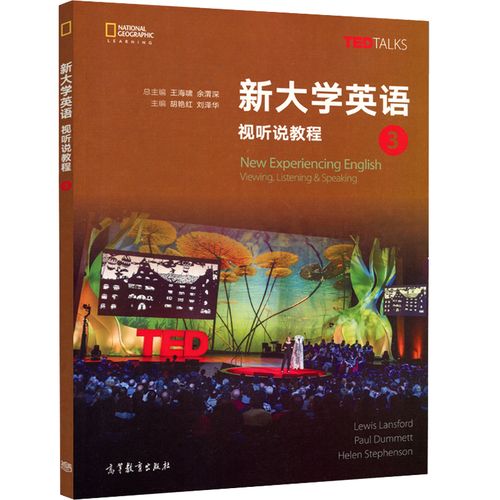 NATIONAL
GEOGRAPHIC
LEARNING
TEDTALKS
总主编 王海啸 余渭深
主编 胡艳红 刘泽华
新大学英语
视听说教程
3
New Experiencing English
Viewing, Listening & Speaking
TED
Lewis Lansford
Paul Dummett
Helen Stephenson
高等教育出版社
新大学英语
视听说教程
3